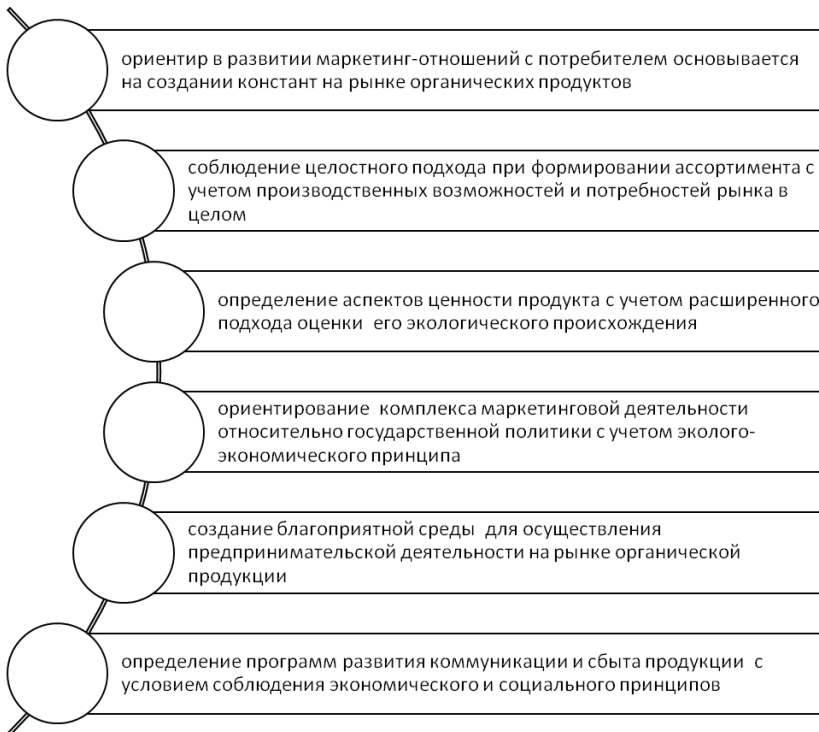 ориентир в развитии маркетинг-отношений с потребителем основывается
на создании констант на рынке органических продуктов
соблюдение целостного подхода при формировании ассортимента с
учетом производственных возможностей и потребностей рынка в
целом
определение аспектов ценности продукта с учетом расширенного
подхода оценки его экологического происхождения
ориентирование комплекса маркетинговой деятельности
относительно государственной политики с учетом эколого-
экономического принципа
создание благоприятной среды для осуществления
предпринимательской деятельности на рынке органической
продукции
определение программ развития коммуникации и сбыта продукции с
условием соблюдения экономического и социального принципов